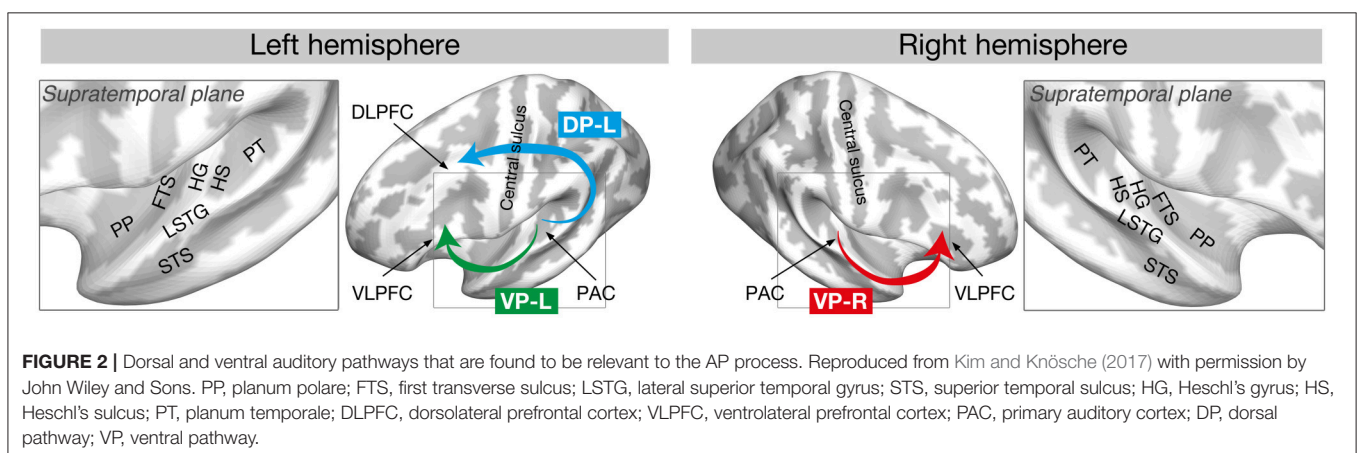 Left hemisphere
Right hemisphere
Supratemporal plane
PP
FTS
HG
HS
PT
LSTG
STS
DLPFC
Central sulcus
DP-L
VLPFC
VP-L
PAC
Central sulcus
PAC
VP-R
VLPFC
Supratemporal plane
PT
HS
HG
FTS
PP
LSTG
STS
FIGURE 2 | Dorsal and ventral auditory pathways that are found to be relevant to the AP process. Reproduced from Kim and Knösche (2017) with permission by
John Wiley and Sons. PP, planum polare; FTS, first transverse sulcus; LSTG, lateral superior temporal gyrus; STS, superior temporal sulcus; HG, Heschl's gyrus; HS,
Heschl's sulcus; PT, planum temporale; DLPFC, dorsolateral prefrontal cortex; VLPFC, ventrolateral prefrontal cortex; PAC, primary auditory cortex; DP, dorsal
pathway; VP, ventral pathway.